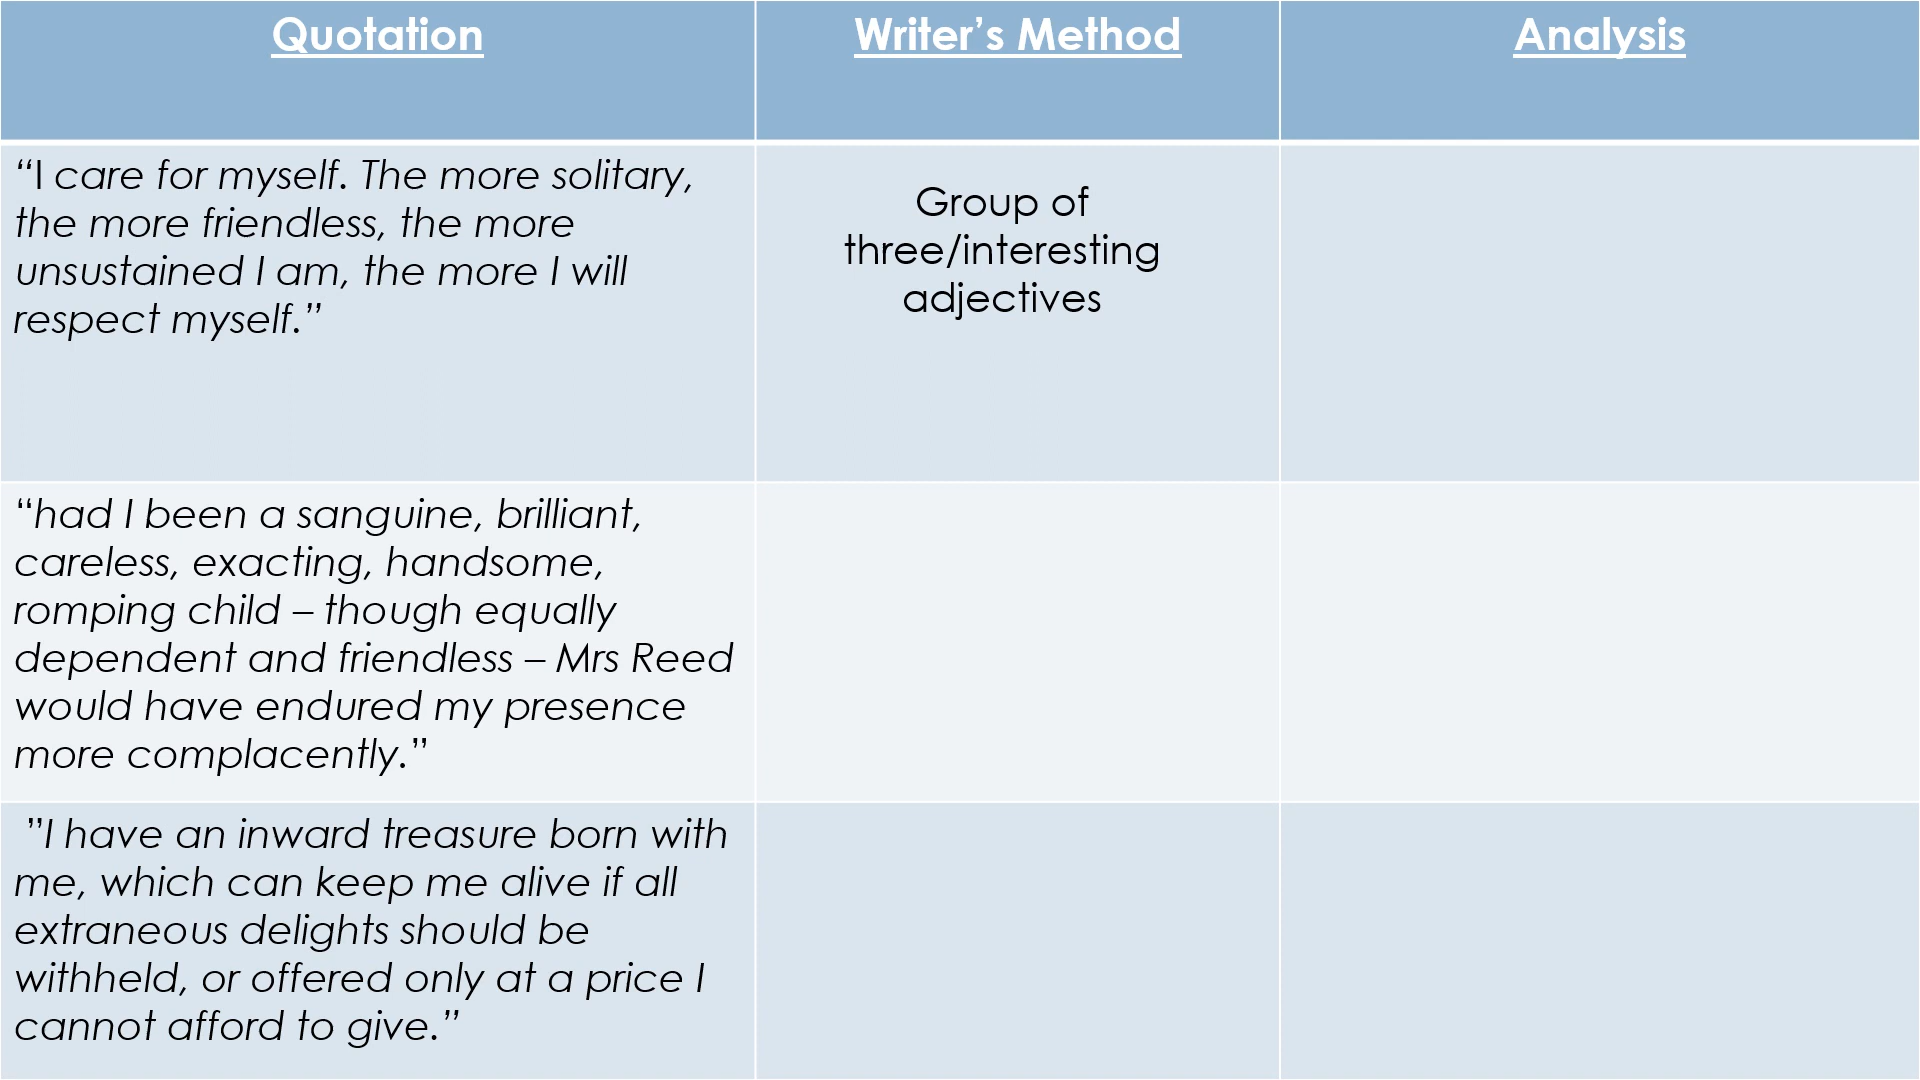 Quotation
Writer’s Method
Analysis
“I care for myself. The more solitary,
the more friendless, the more
unsustained I am, the more I will
respect myself.”
Group of
three/interesting
adjectives
“had I been a sanguine, brilliant,
careless, exacting, handsome,
romping child – though equally
dependent and friendless – Mrs Reed
would have endured my presence
more complacently.”
”I have an inward treasure born with
me, which can keep me alive if all
extraneous delights should be
withheld, or offered only at a price I
cannot afford to give.”